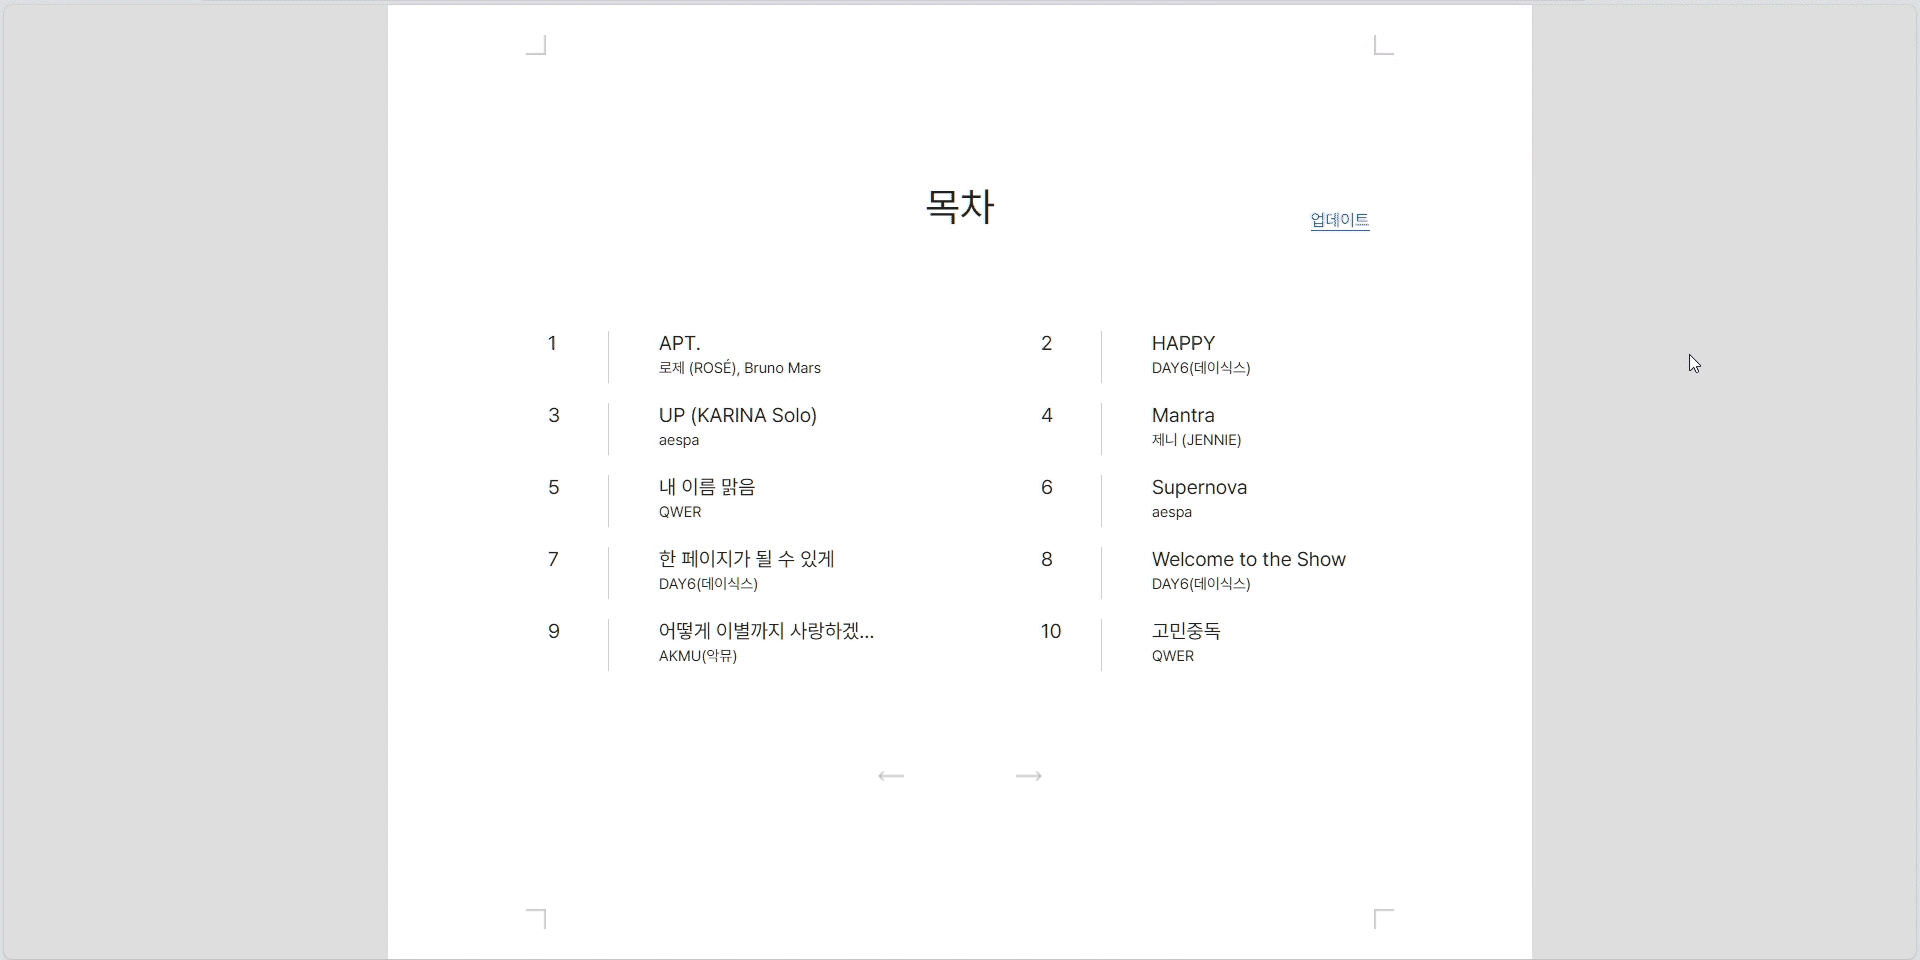 목차
업데이트
1
APT.
로제 (ROSÉ), Bruno Mars
2
HAPPY
DAY6(데이식스)
3
UP (KARINA Solo)
aespa
4
Mantra
제니 (JENNIE)
5
내 이름 맑음
QWER
6
Supernova
aespa
7
한 페이지가 될 수 있게
DAY6(데이식스)
8
Welcome to the Show
DAY6(데이식스)
9
어떻게 이별까지 사랑하겠...
AKMU(악뮤)
10
고민중독
QWER